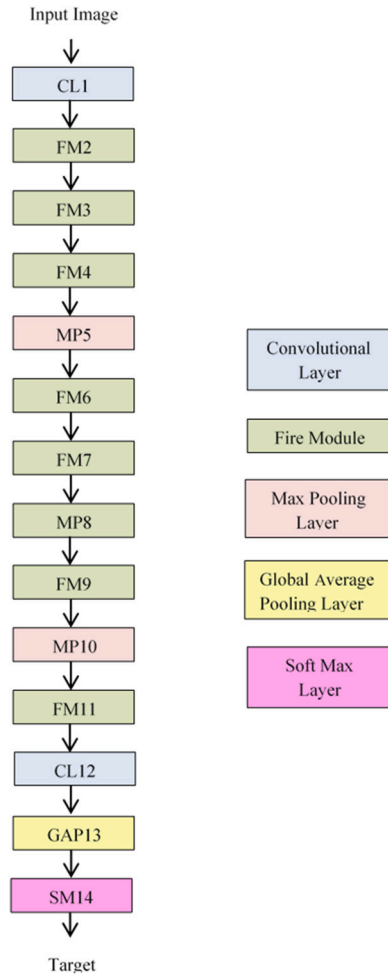 Input Image
CL1
FM2
FM3
FM4
MP5
FM6
FM7
MP8
FM9
MP10
FM11
CL12
GAP13
SM14
Target
Convolutional
Layer
Fire Module
Max Pooling
Layer
Global Average
Pooling Layer
Soft Max
Layer